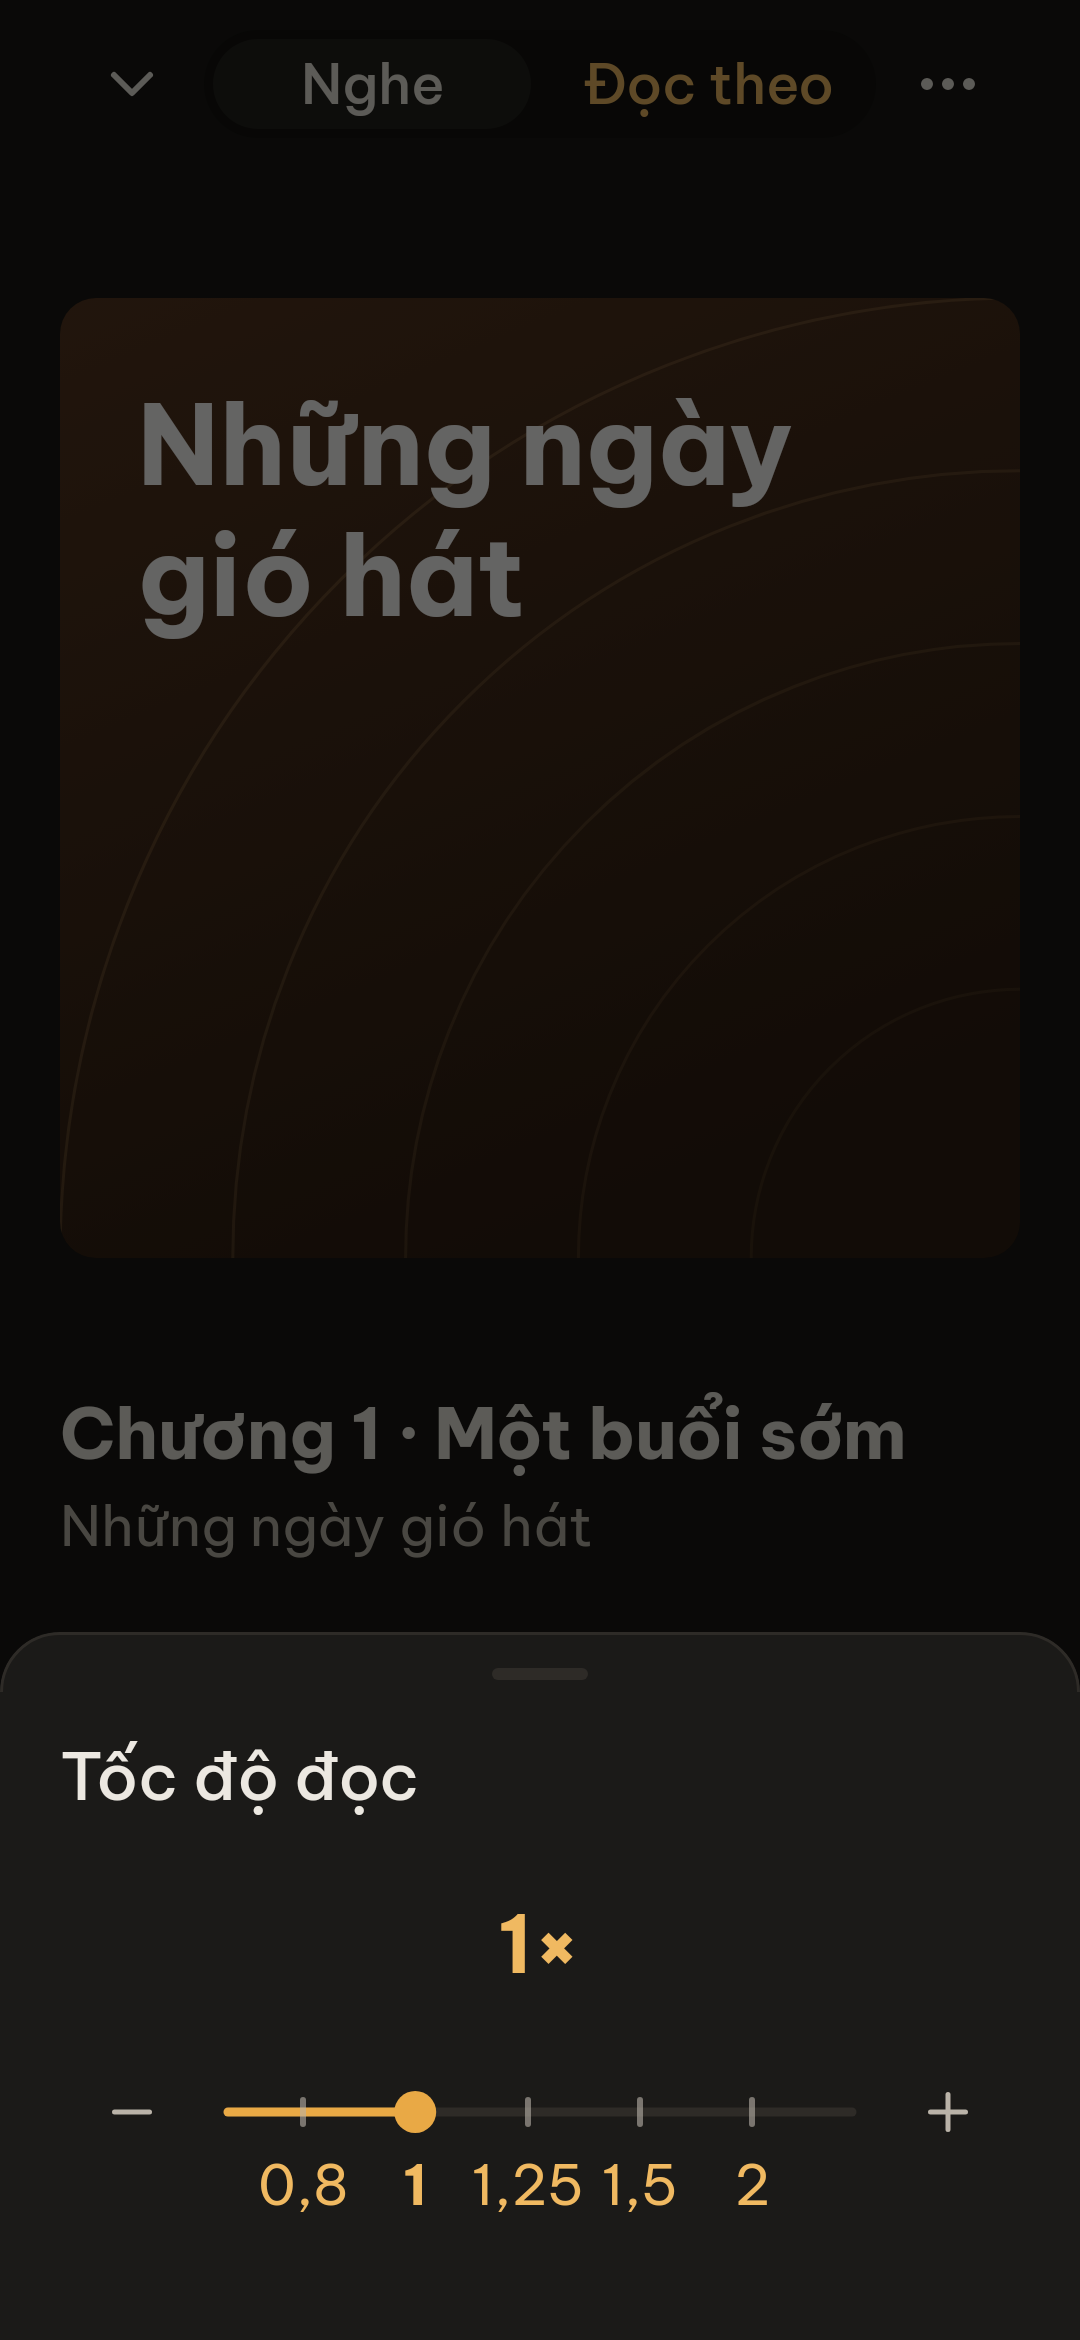 Nghe Đọc theo
Những ngày
gió hát
Chương 1 · Một buổi sớm
Những ngày gió hát
Tốc độ đọc
1×
0,8 1 1,25 1,5 2